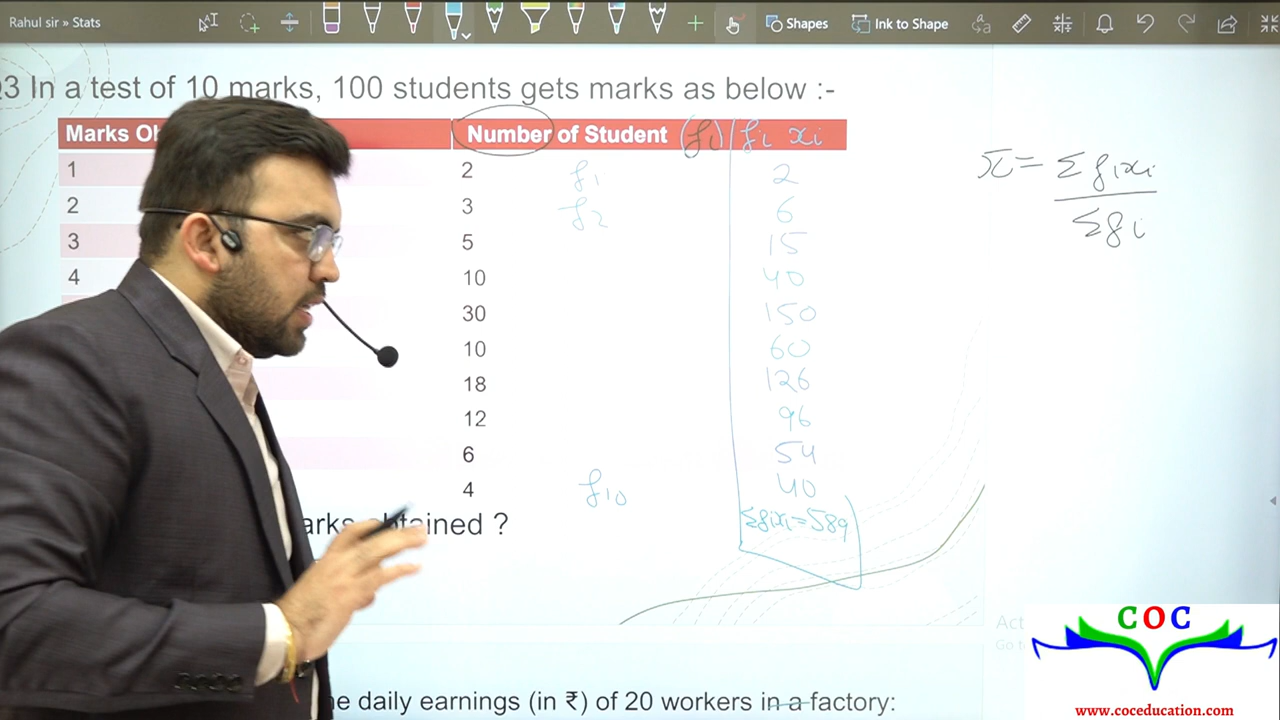 Rahul sir » Stats
Shapes
Ink to Shape
3 In a test of 10 marks, 100 students gets marks as below :-
Marks Number of Student (fi) fi xi
1 2 f1 2
2 3 f2 6
3 5 15
4 10 40
30 150
10 60
18 126
12 96
6 54
4 f10 40
Σfixi=589
obtained ?
x̄ = Σfixi
Σfi
daily earnings (in ₹) of 20 workers in a factory:
COC
www.coceducation.com